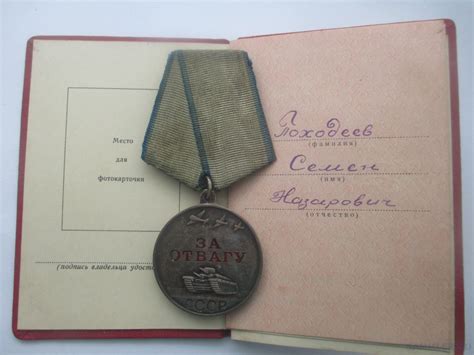 Место
для
фотокарточки
(подпись владельца удост
ЗА
ОТВАГУ
СССР
Походеев
(фамилия)
Семен
(имя)
Назарович
(отчество)